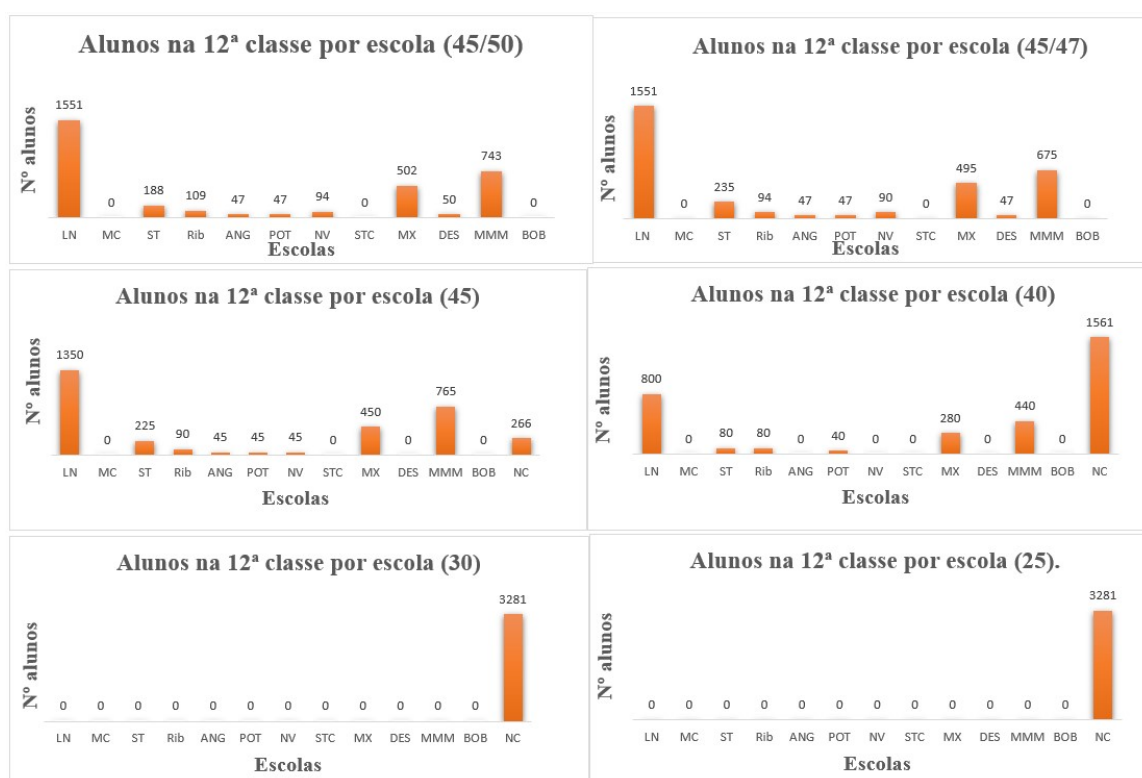 Alunos na 12ª classe por escola (45/50)
Nº alunos
1551 0 188 109 47 47 94 0 502 50 743 0
LN MC ST Rib ANG POT NV STC MX DES MMM BOB
Escolas
Alunos na 12ª classe por escola (45/47)
Nº alunos
1551 0 235 94 47 47 90 0 495 47 675 0
LN MC ST Rib ANG POT NV STC MX DES MMM BOB
Escolas
Alunos na 12ª classe por escola (45)
Nº alunos
1350 0 225 90 45 45 45 0 450 0 765 0 266
LN MC ST Rib ANG POT NV STC MX DES MMM BOB NC
Escolas
Alunos na 12ª classe por escola (40)
Nº alunos
800 0 80 80 0 40 0 0 280 0 440 0 1561
LN MC ST Rib ANG POT NV STC MX DES MMM BOB NC
Escolas
Alunos na 12ª classe por escola (30)
Nº alunos
0 0 0 0 0 0 0 0 0 0 0 0 3281
LN MC ST Rib ANG POT NV STC MX DES MMM BOB NC
Escolas
Alunos na 12ª classe por escola (25).
Nº alunos
0 0 0 0 0 0 0 0 0 0 0 0 3281
LN MC ST Rib ANG POT NV STC MX DES MMM BOB NC
Escolas